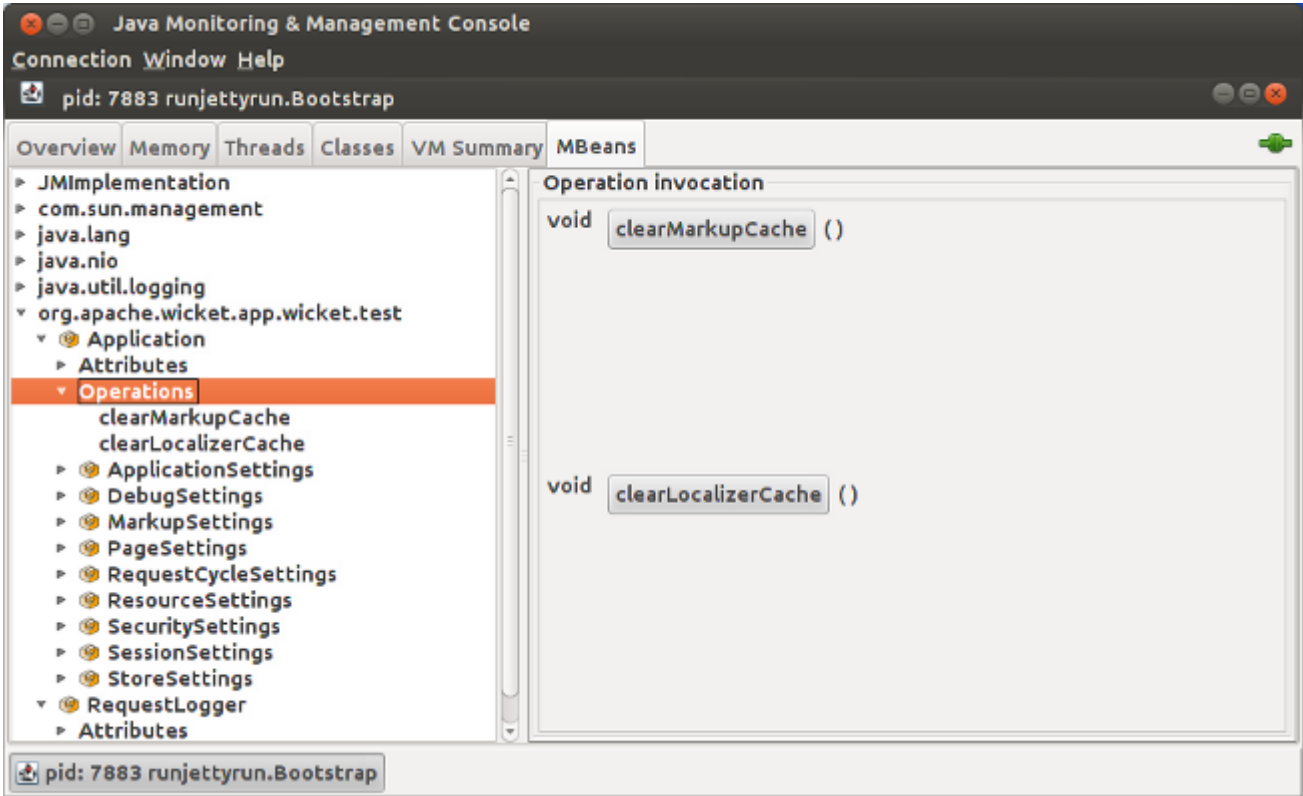 Java Monitoring & Management Console
Connection Window Help
pid: 7883 runjettyrun.Bootstrap
Overview Memory Threads Classes VM Summary MBeans
JMImplementation
com.sun.management
java.lang
java.nio
java.util.logging
org.apache.wicket.app.wicket.test
Application
Attributes
Operations
clearMarkupCache
clearLocalizerCache
ApplicationSettings
DebugSettings
MarkupSettings
PageSettings
RequestCycleSettings
ResourceSettings
SecuritySettings
SessionSettings
StoreSettings
RequestLogger
Attributes
Operation invocation
void clearMarkupCache ()
void clearLocalizerCache ()
pid: 7883 runjettyrun.Bootstrap